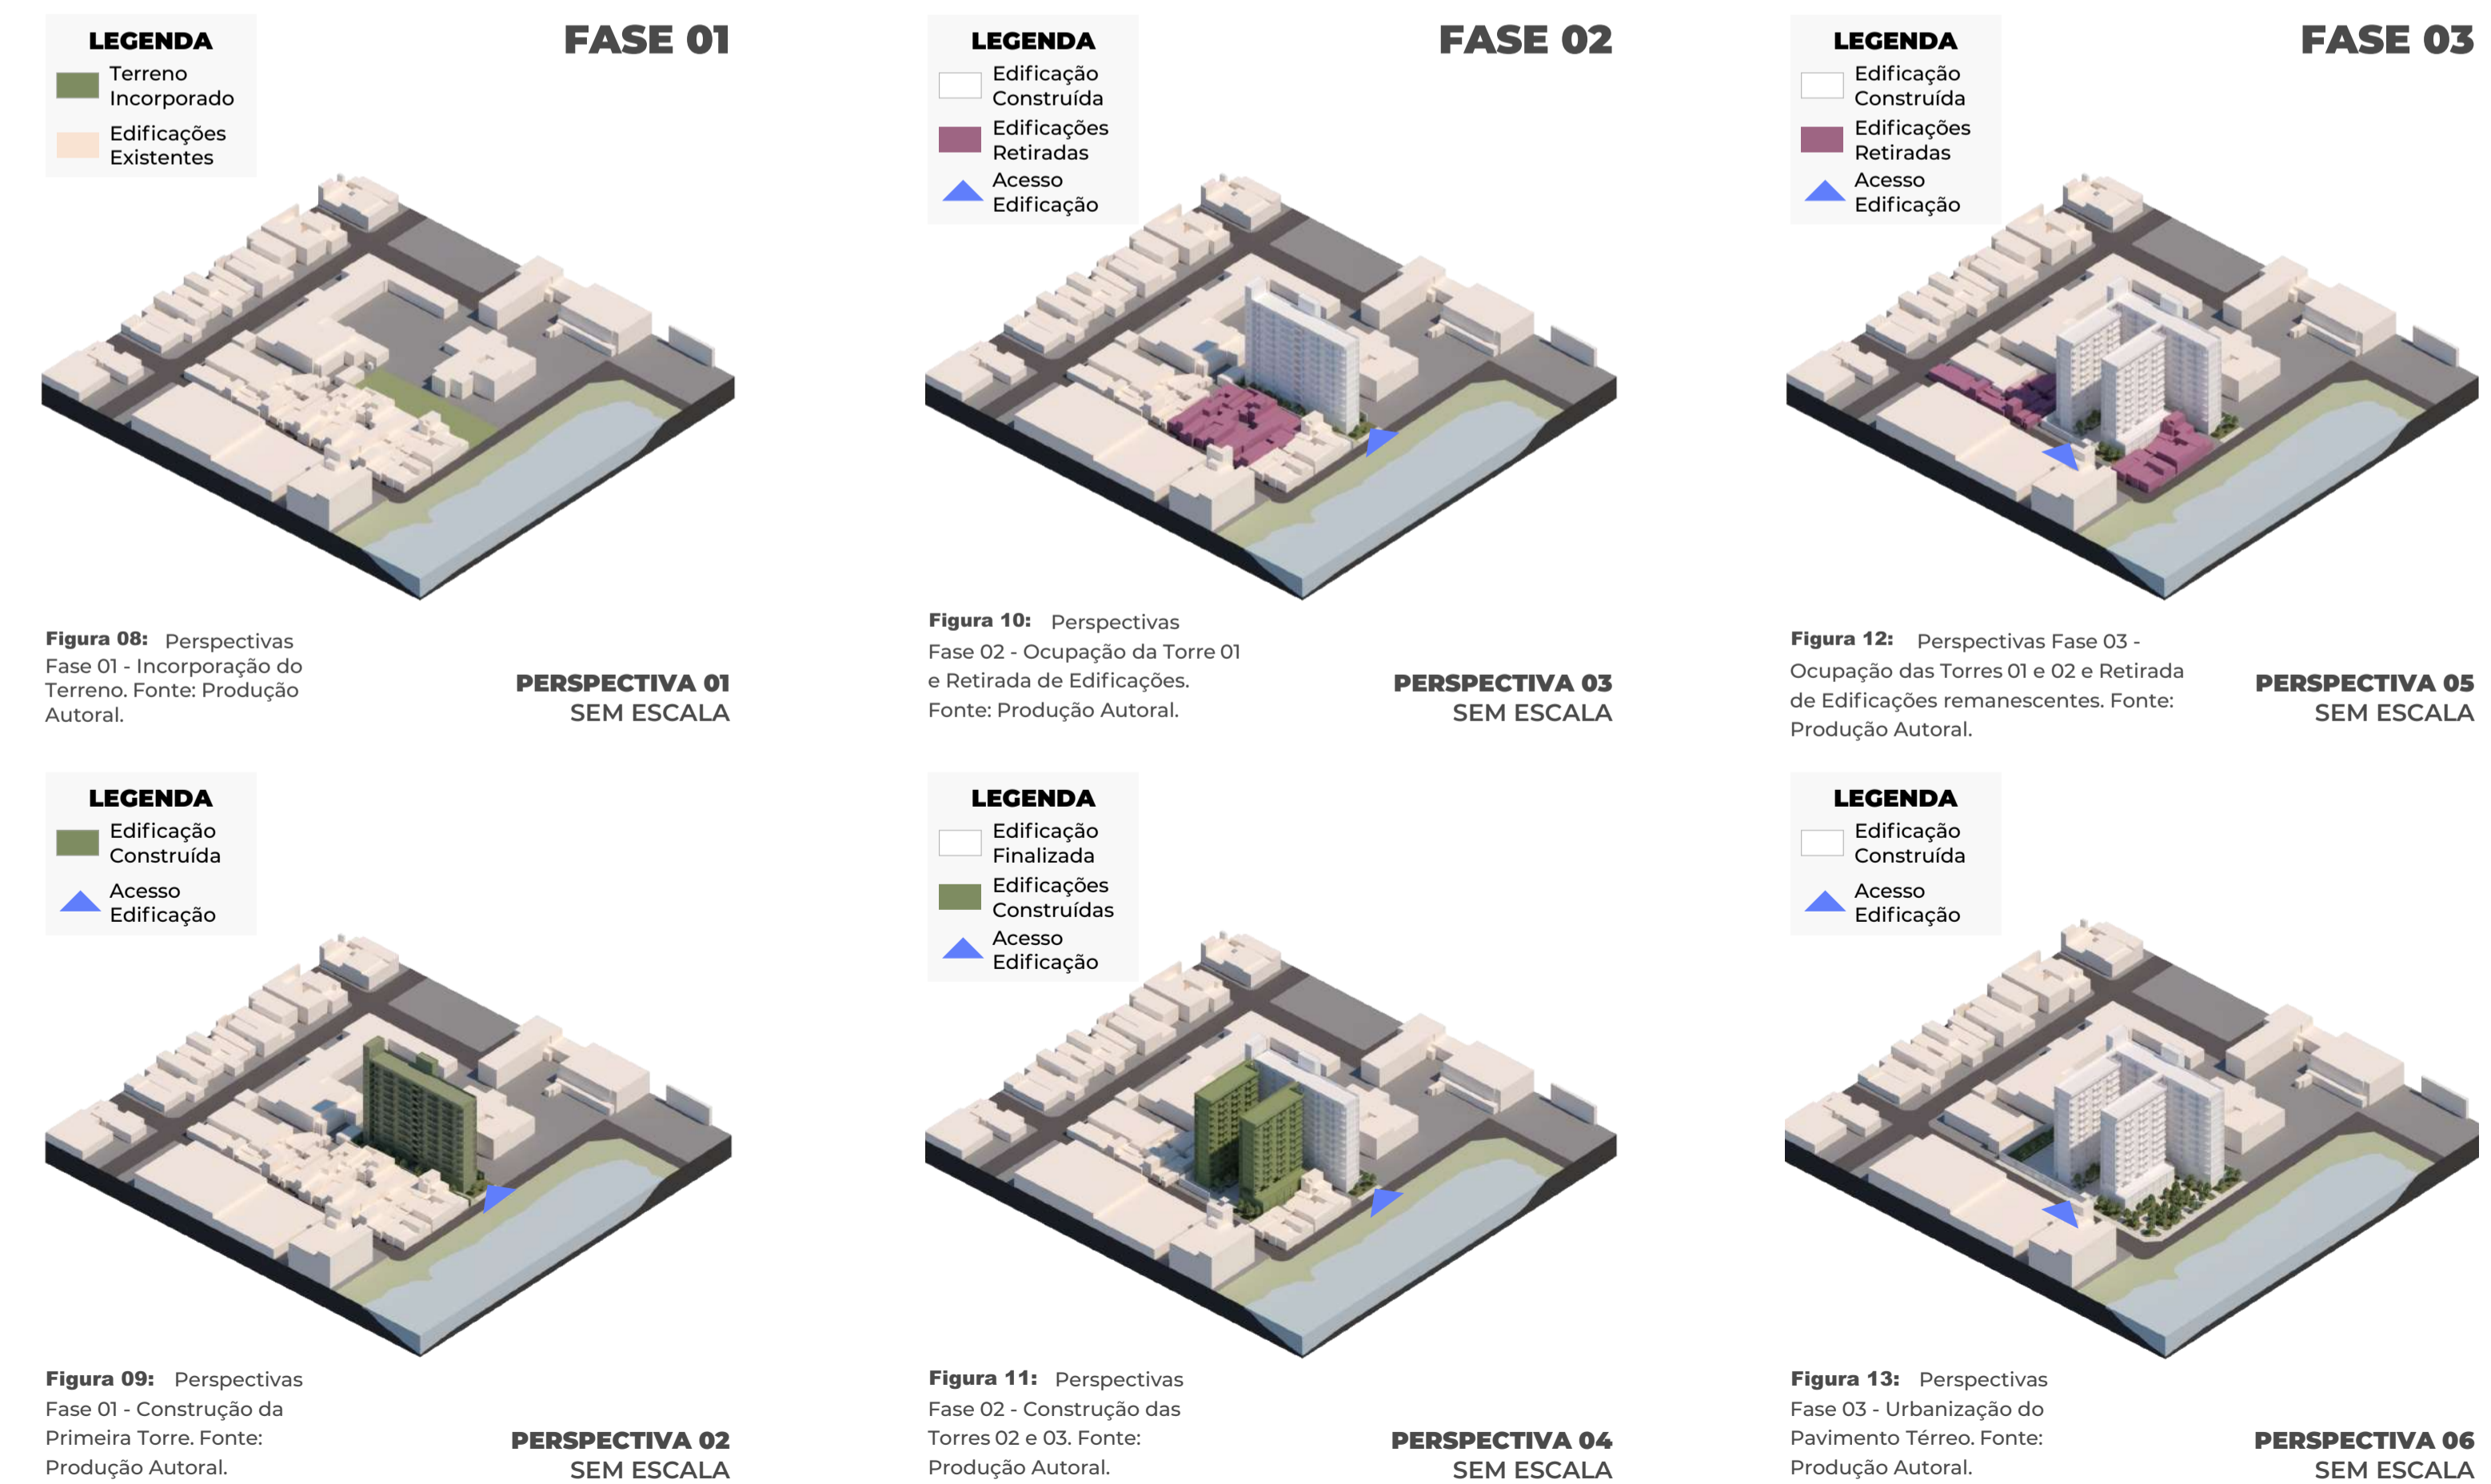 FASE 01
LEGENDA
Terreno
Incorporado
Edificações
Existentes
Figura 08: Perspectivas
Fase 01 - Incorporação do
Terreno. Fonte: Produção
Autoral.
PERSPECTIVA 01
SEM ESCALA
LEGENDA
Edificação
Construída
Acesso
Edificação
Figura 09: Perspectivas
Fase 01 - Construção da
Primeira Torre. Fonte:
Produção Autoral.
PERSPECTIVA 02
SEM ESCALA
FASE 02
LEGENDA
Edificação
Construída
Edificações
Retiradas
Acesso
Edificação
Figura 10: Perspectivas
Fase 02 - Ocupação da Torre 01
e Retirada de Edificações.
Fonte: Produção Autoral.
PERSPECTIVA 03
SEM ESCALA
LEGENDA
Edificação
Finalizada
Edificações
Construídas
Acesso
Edificação
Figura 11: Perspectivas
Fase 02 - Construção das
Torres 02 e 03. Fonte:
Produção Autoral.
PERSPECTIVA 04
SEM ESCALA
FASE 03
LEGENDA
Edificação
Construída
Edificações
Retiradas
Acesso
Edificação
Figura 12: Perspectivas Fase 03 -
Ocupação das Torres 01 e 02 e Retirada
de Edificações remanescentes. Fonte:
Produção Autoral.
PERSPECTIVA 05
SEM ESCALA
LEGENDA
Edificação
Construída
Acesso
Edificação
Figura 13: Perspectivas
Fase 03 - Urbanização do
Pavimento Térreo. Fonte:
Produção Autoral.
PERSPECTIVA 06
SEM ESCALA